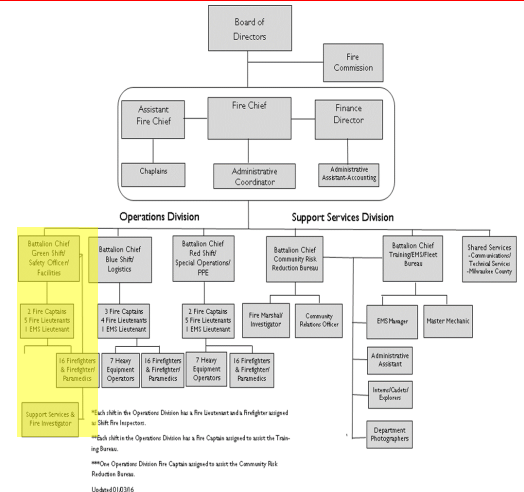 Board of
Directors
Fire
Commission
Assistant
Fire Chief
Fire Chief
Finance
Director
Chaplains
Administrative
Coordinator
Administrative
Assistant-Accounting
Operations Division
Support Services Division
Battalion Chief
Green Shift/
Safety Officer/
Facilities
Battalion Chief
Blue Shift/
Logistics
Battalion Chief
Red Shift/
Special Operations/
PPE
Battalion Chief
Community Risk
Reduction Bureau
Battalion Chief
Training/EMS/Fleet
Bureau
Shared Services
-Communications/
Technical Services
-Milwaukee County
2 Fire Captains
5 Fire Lieutenants
1 EMS Lieutenant
3 Fire Captains
4 Fire Lieutenants
1 EMS Lieutenant
2 Fire Captains
5 Fire Lieutenants
1 EMS Lieutenant
Fire Marshal/
Investigator
Community
Relations Officer
EMS Manager
Master Mechanic
16 Firefighters
& Firefighter/
Paramedics
7 Heavy
Equipment
Operators
16 Firefighters
& Firefighter/
Paramedics
7 Heavy
Equipment
Operators
16 Firefighters
& Firefighter/
Paramedics
Administrative
Assistant
Interns/Cadets/
Explorers
Support Services &
Fire Investigator
Department
Photographers
*Each shift in the Operations Division has a Fire Lieutenant and a Firefighter assigned
as Shift Fire Inspectors.
**Each shift in the Operations Division has a Fire Captain assigned to assist the Train-
ing Bureau.
***One Operations Division Fire Captain assigned to assist the Community Risk
Reduction Bureau.
Updated 01/03/16